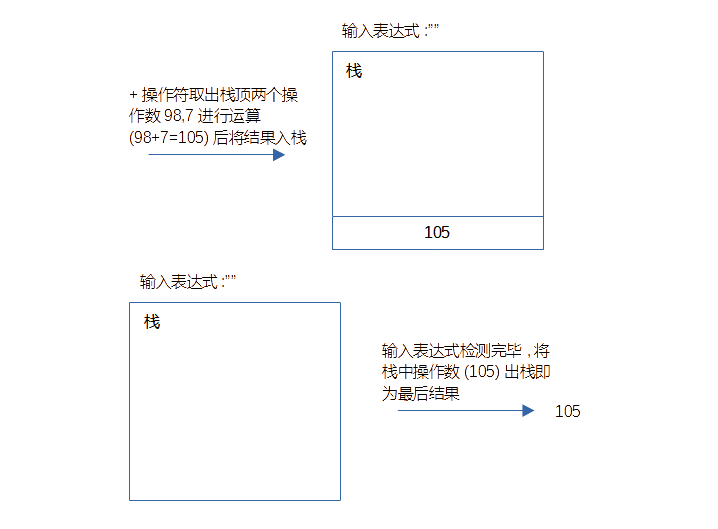 输入表达式 :””
栈
+ 操作符取出栈顶两个操
作数 98,7 进行运算
(98+7=105) 后将结果入栈
105
输入表达式 :””
栈
输入表达式检测完毕 , 将
栈中操作数 (105) 出栈即
为最后结果
105